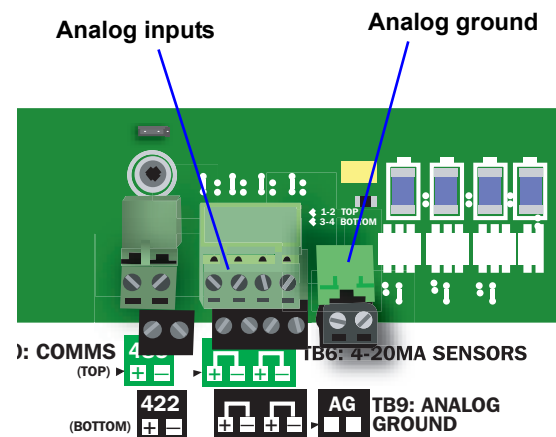 Analog inputs
Analog ground
1-2 TOP
3-4 BOTTOM
): COMMS
TB6: 4-20MA SENSORS
(TOP)
+ − + − + −
422
AG
TB9: ANALOG
(BOTTOM)
+ −
GROUND